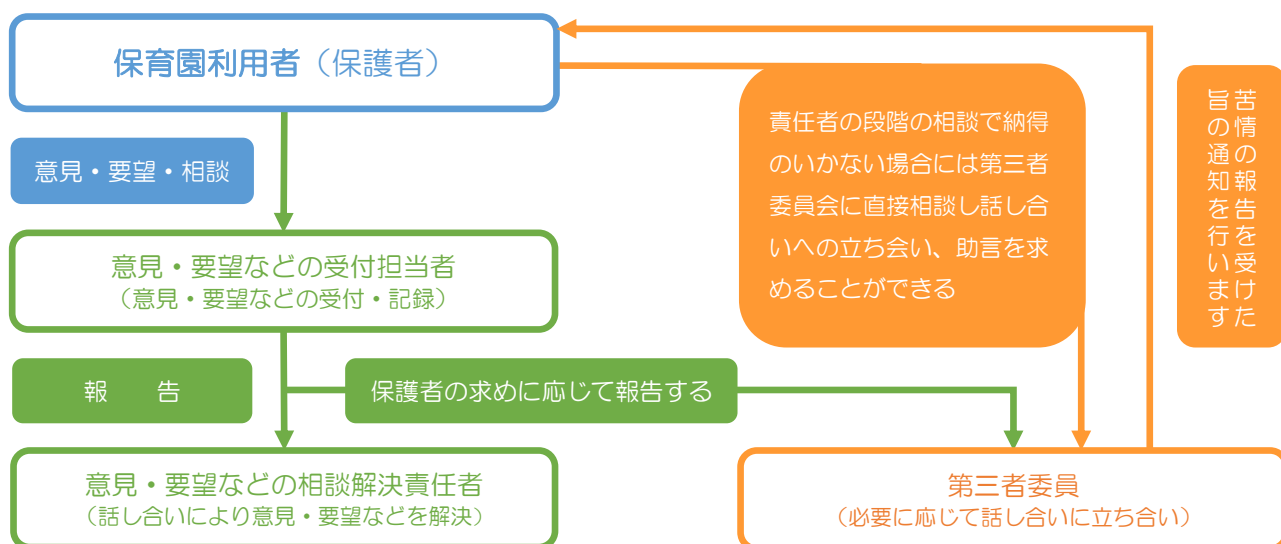 保育園利用者（保護者）
意見・要望・相談
意見・要望などの受付担当者
（意見・要望などの受付・記録）
報　告
保護者の求めに応じて報告する
意見・要望などの相談解決責任者
（話し合いにより意見・要望などを解決）
責任者の段階の相談で納得
のいかない場合には第三者
委員会に直接相談し話し合
いへの立ち会い、助言を求
めることができる
苦情の報告を受けた
旨の通知を行います
第三者委員
（必要に応じて話し合いに立ち合い）